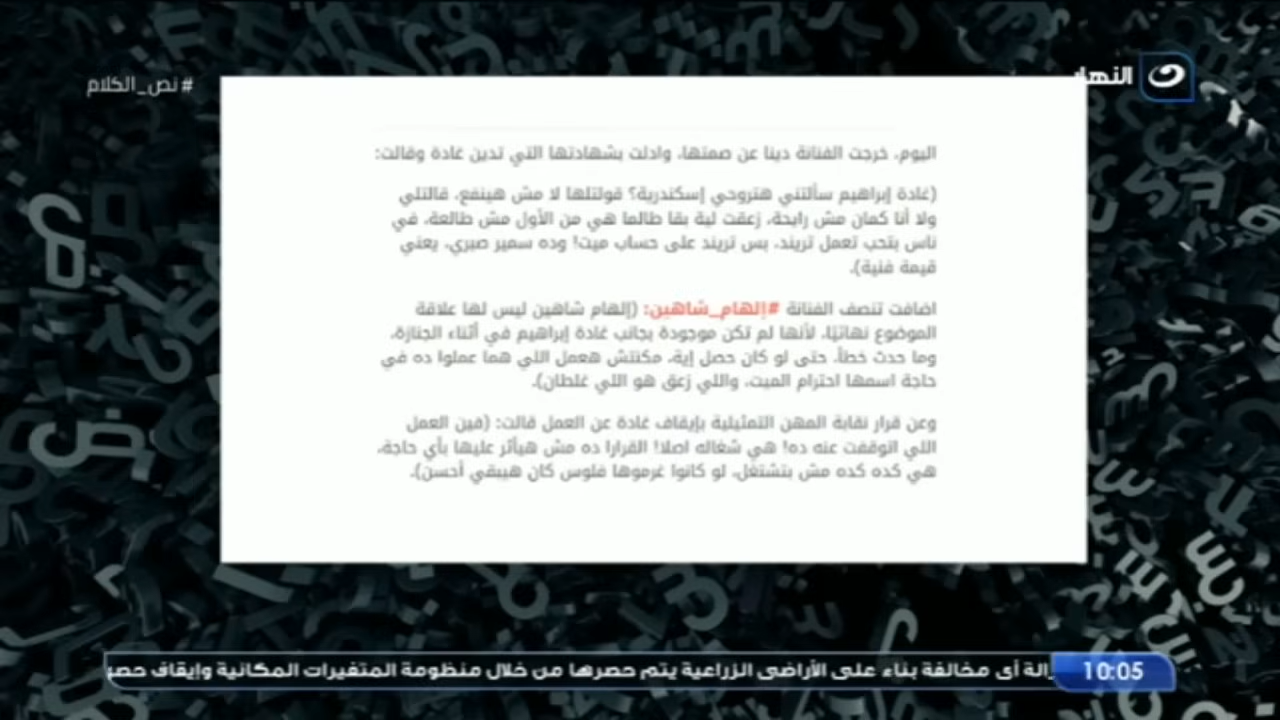 النهار
#نص_الكلام
اليوم، خرجت الفنانة دينا عن صمتها، وادلت بشهادتها التي تدين غادة وقالت:
(غادة إبراهيم سألتني هتروحي إسكندرية؟ قولتلها لا مش هينفع، قالتلي
ولا أنا كمان مش رايحة، زعقت لية بقا طالما هي من الأول مش طالعة، في
ناس بتحب تعمل تريند، بس تريند على حساب ميت! وده سمير صبري، يعني
قيمة فنية).
اضافت تنصف الفنانة #إلهام_شاهين: (إلهام شاهين ليس لها علاقة
الموضوع نهائيًا، لأنها لم تكن موجودة بجانب غادة إبراهيم في أثناء الجنازة،
وما حدث خطأ، حتى لو كان حصل إية، مكنتش هعمل اللي هما عملوا ده في
حاجة اسمها احترام الميت، واللي زعق هو اللي غلطان).
وعن قرار نقابة المهن التمثيلية بإيقاف غادة عن العمل قالت: (فين العمل
اللي اتوقفت عنه ده! هي شغاله اصلا! القرارا ده مش هيأثر عليها بأي حاجة،
هي كده كده مش بتشتغل، لو كانوا غرموها فلوس كان هيبقي أحسن).
10:05 زالة أى مخالفة بناء على الأراضى الزراعية يتم حصرها من خلال منظومة المتغيرات المكانية وإيقاف حصر